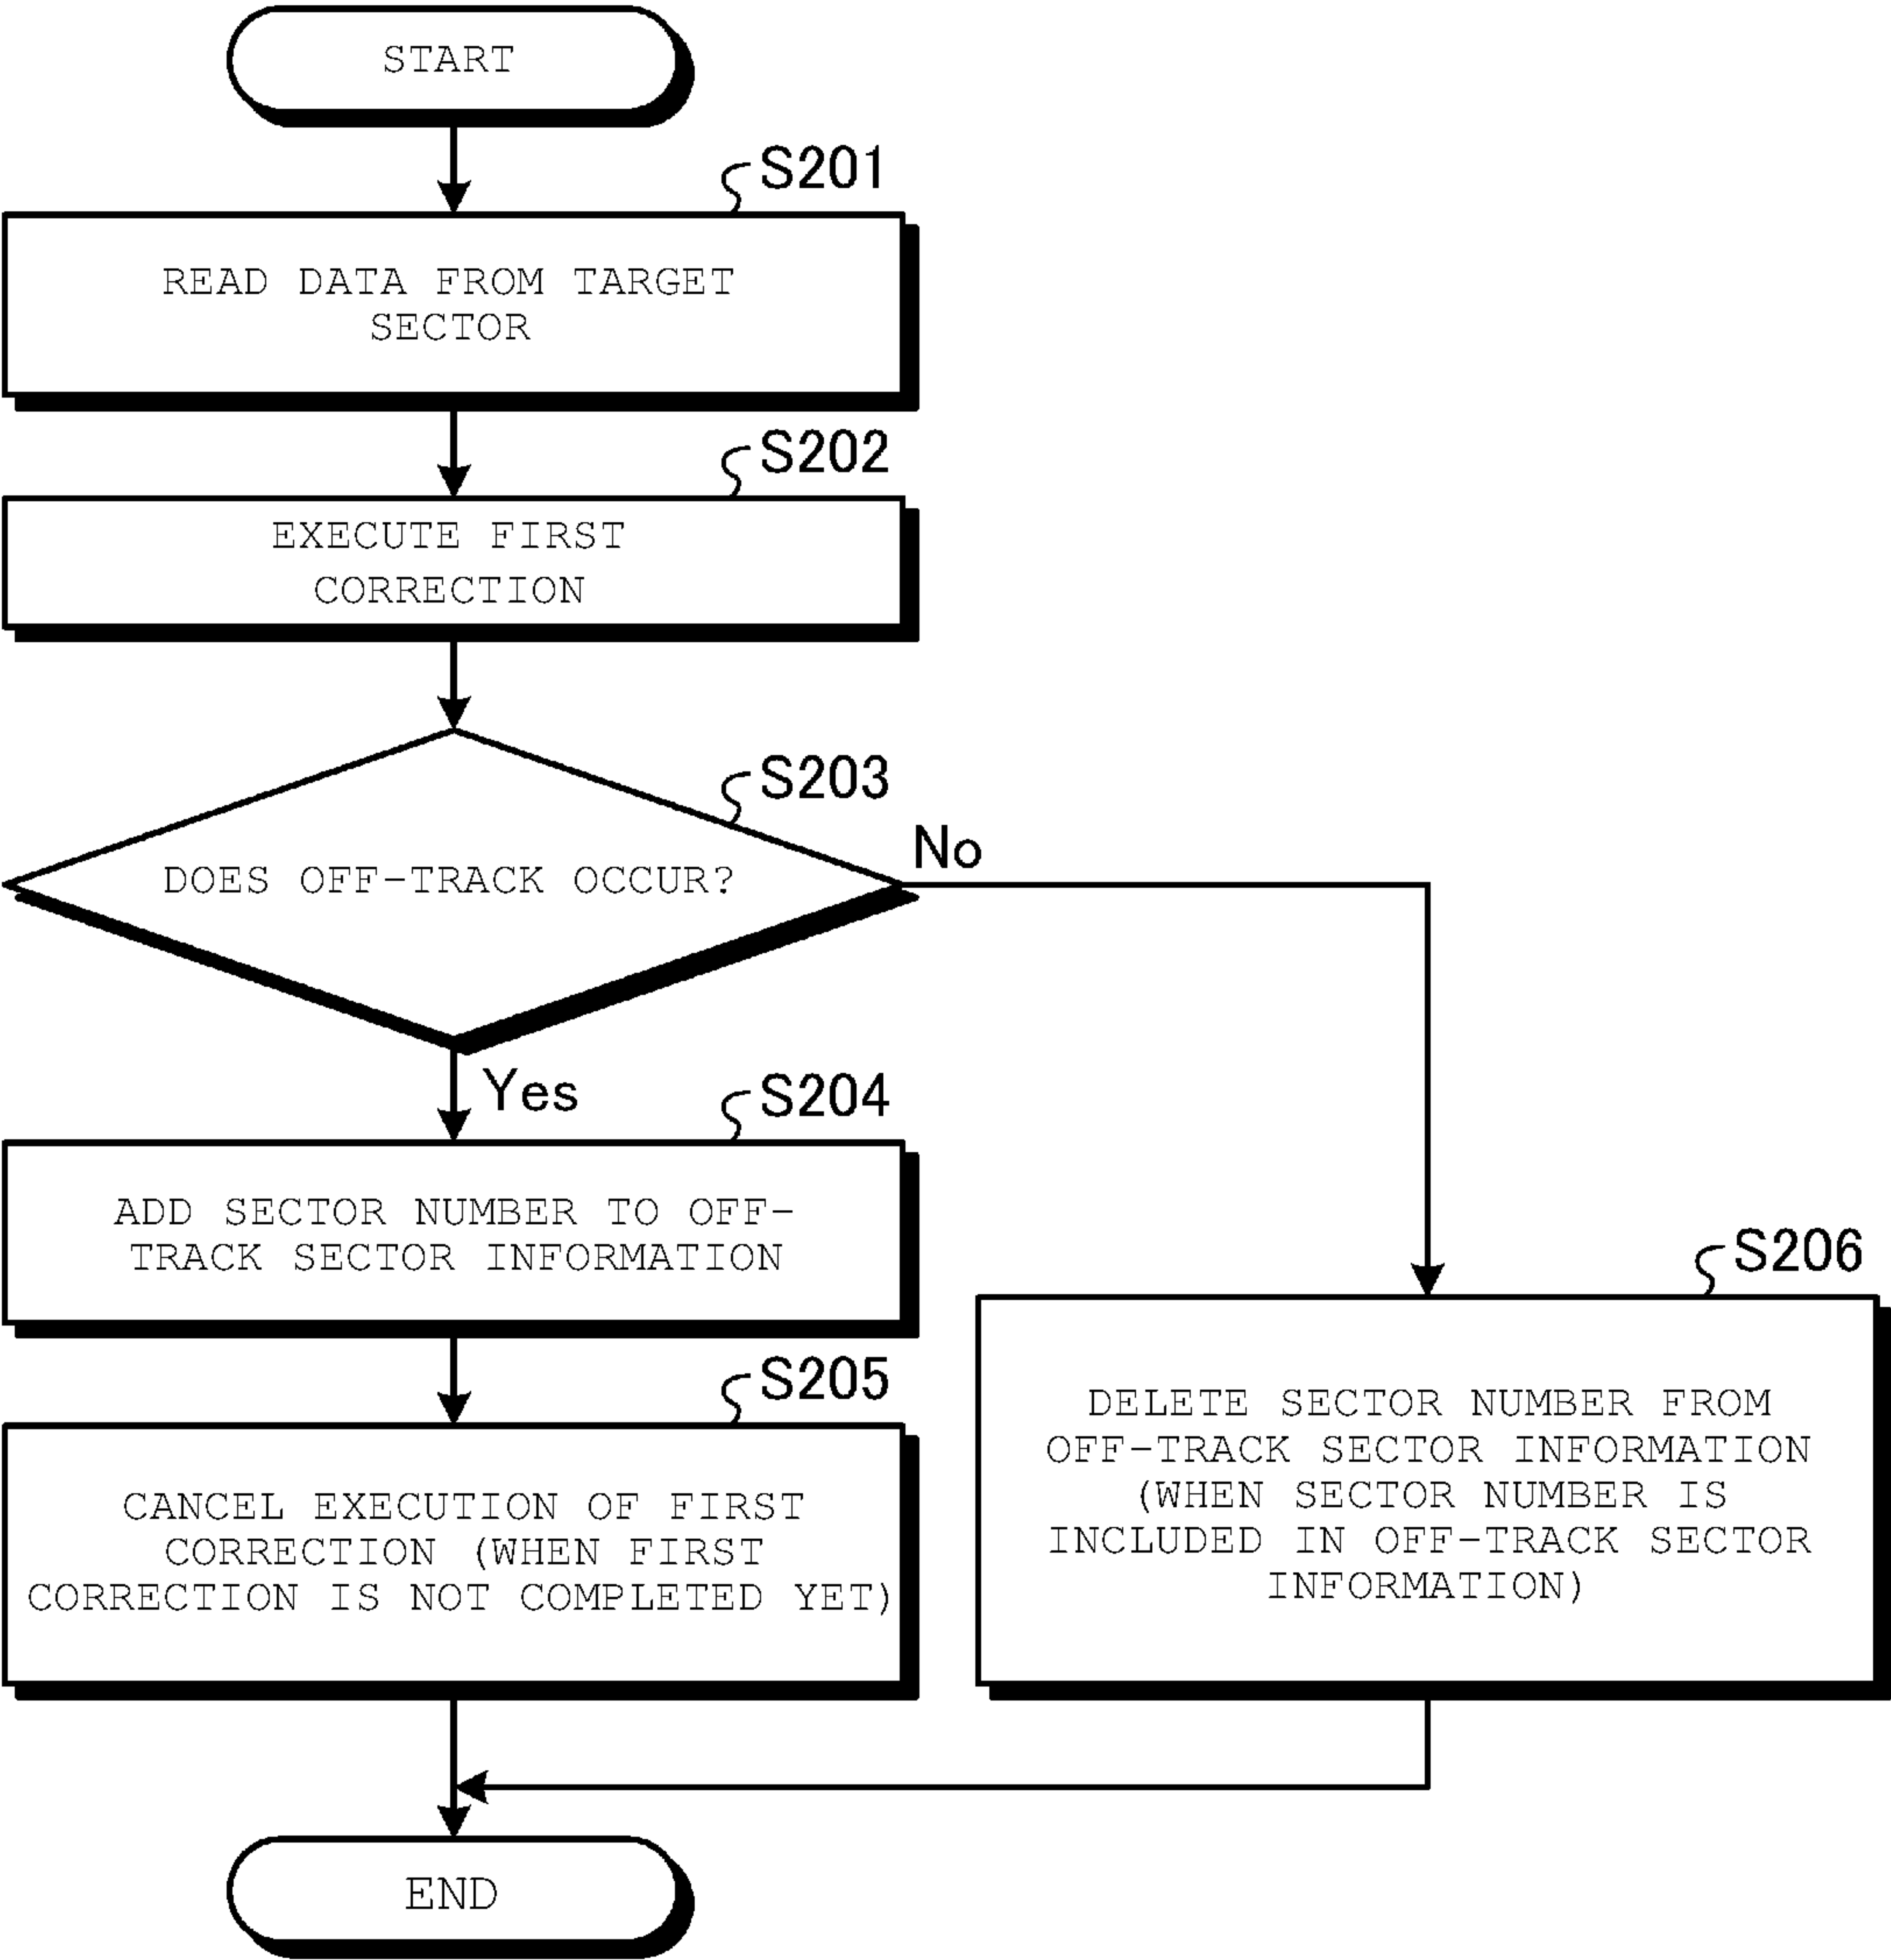 START
S201
READ DATA FROM TARGET
SECTOR
S202
EXECUTE FIRST
CORRECTION
S203
DOES OFF-TRACK OCCUR?
No
Yes
S204
ADD SECTOR NUMBER TO OFF-
TRACK SECTOR INFORMATION
S205
CANCEL EXECUTION OF FIRST
CORRECTION (WHEN FIRST
CORRECTION IS NOT COMPLETED YET)
S206
DELETE SECTOR NUMBER FROM
OFF-TRACK SECTOR INFORMATION
(WHEN SECTOR NUMBER IS
INCLUDED IN OFF-TRACK SECTOR
INFORMATION)
END